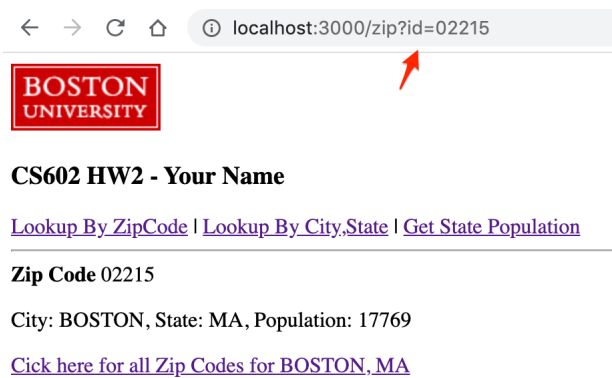 localhost:3000/zip?id=02215
BOSTON
UNIVERSITY
CS602 HW2 - Your Name
Lookup By ZipCode | Lookup By City,State | Get State Population
Zip Code 02215
City: BOSTON, State: MA, Population: 17769
Cick here for all Zip Codes for BOSTON, MA